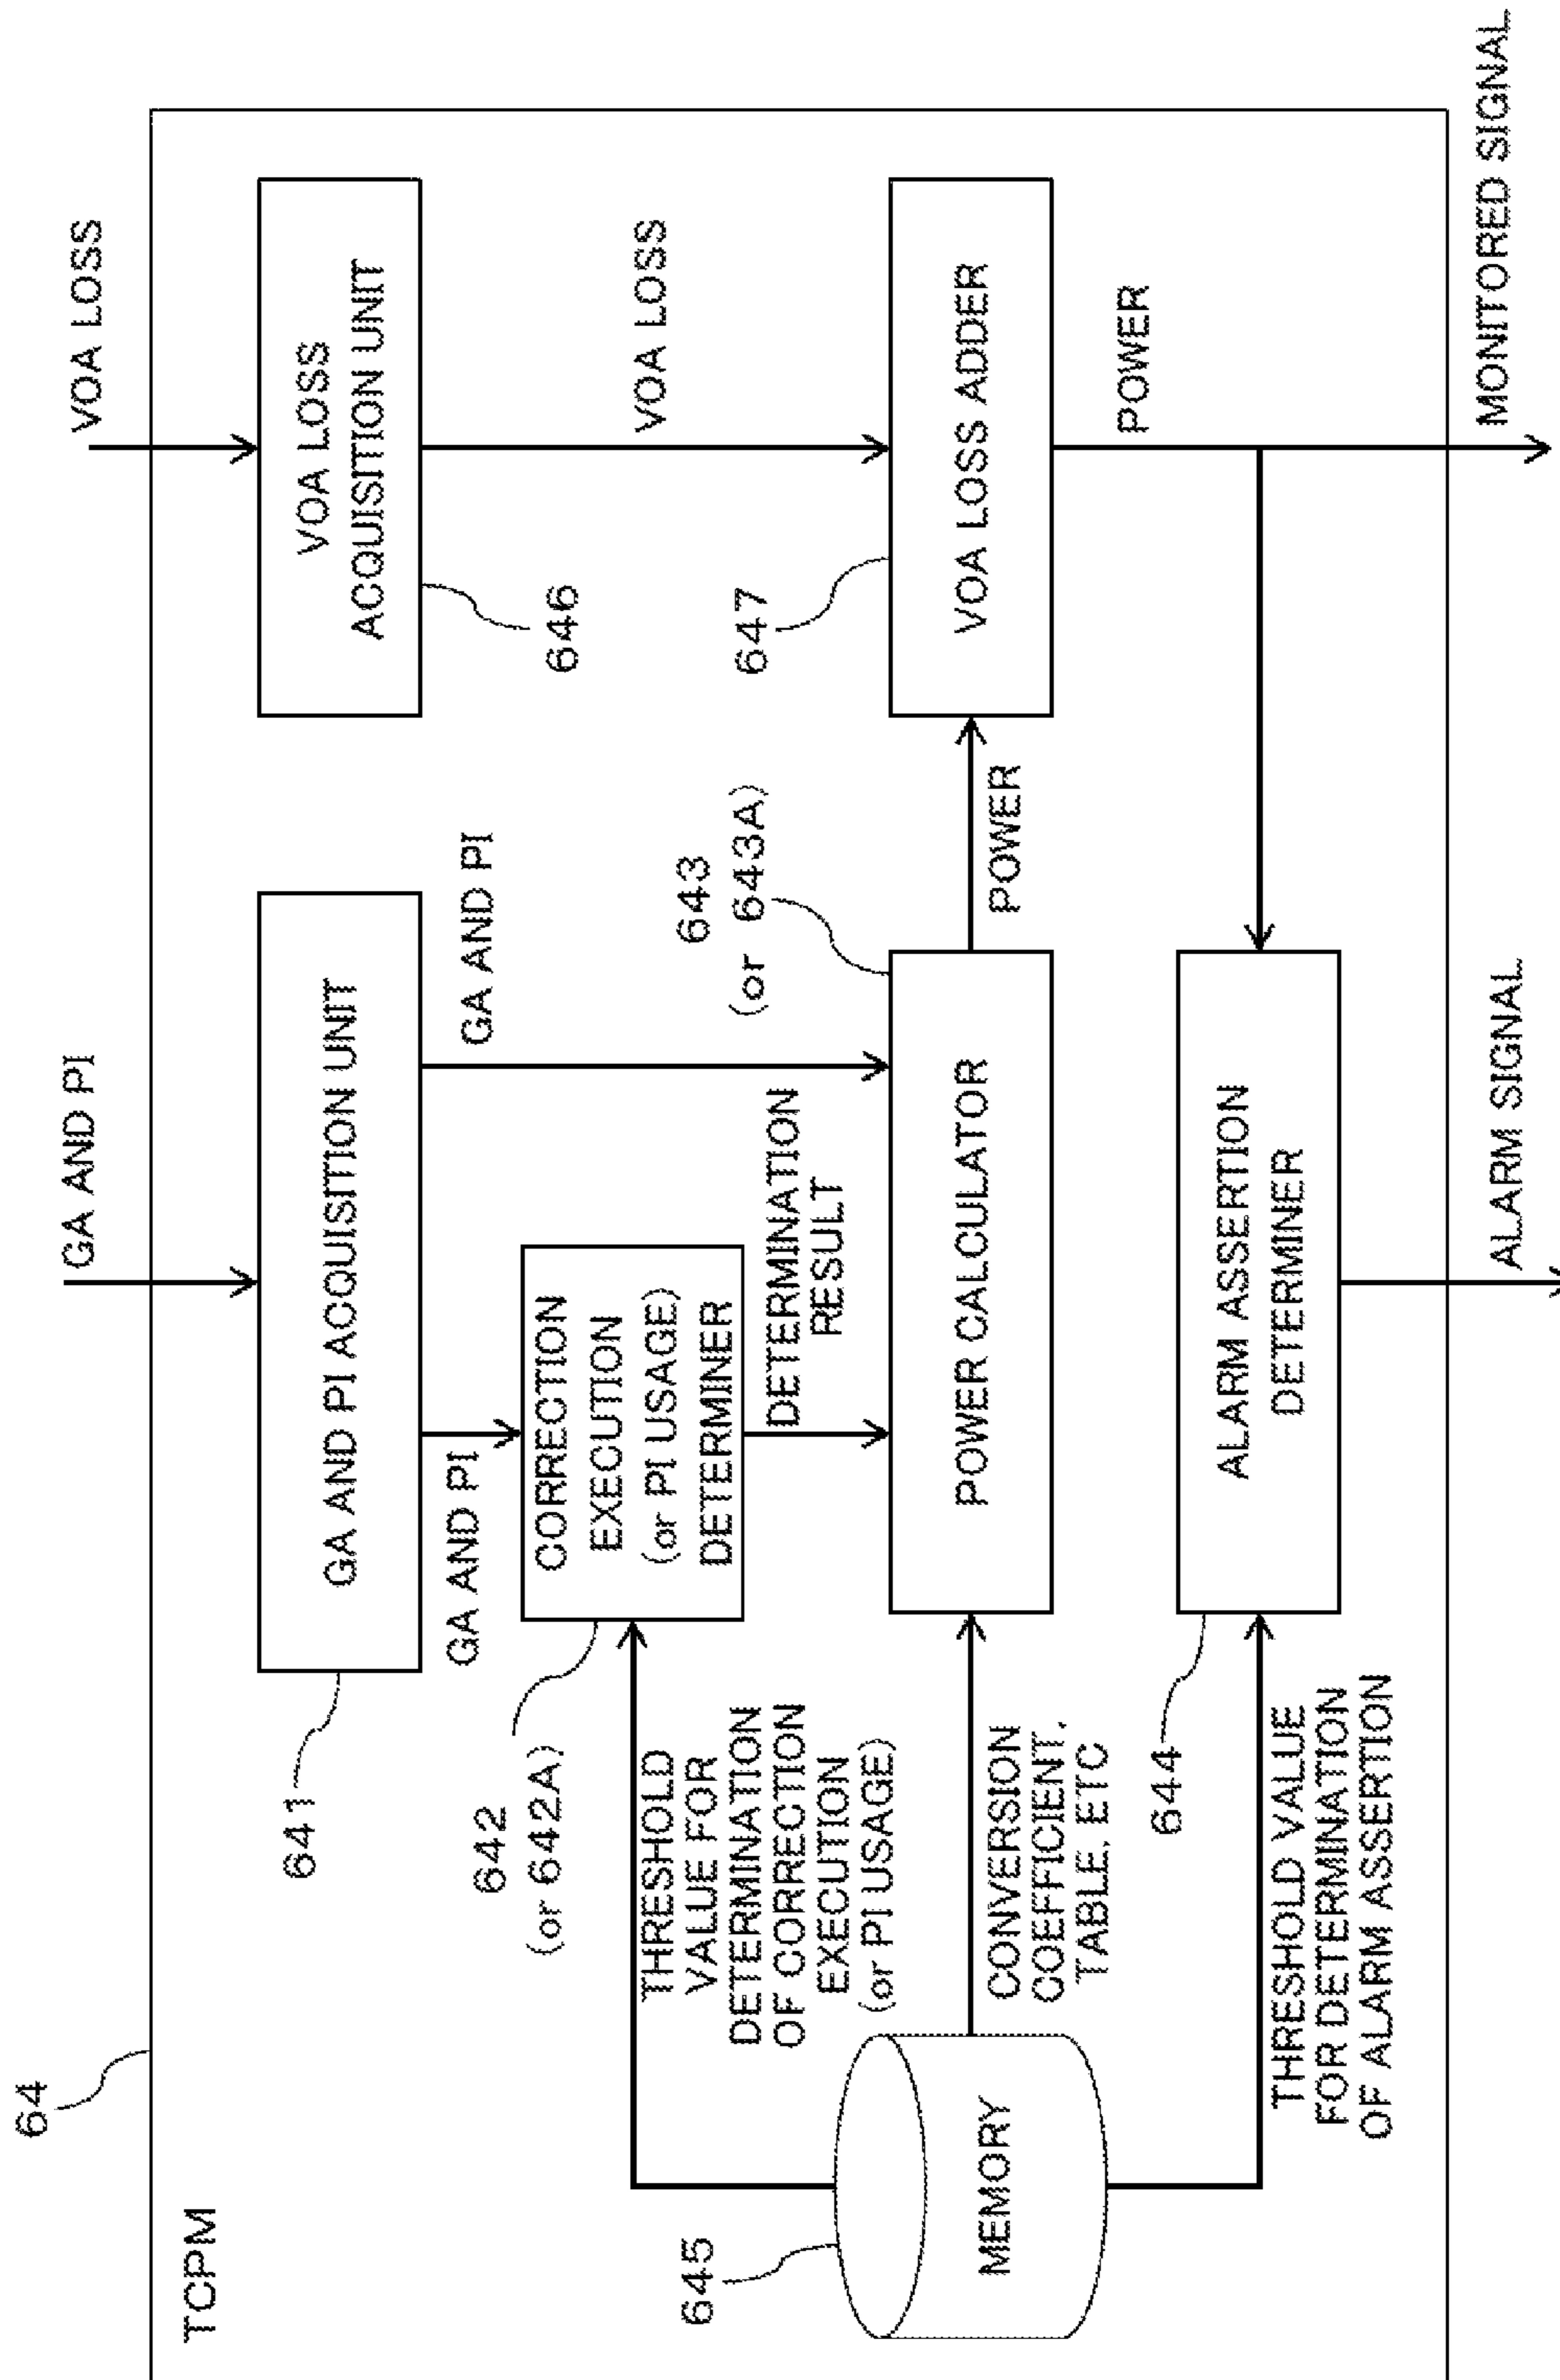 64
TCPM
GA AND PI
VOA LOSS
GA AND PI ACQUISITION UNIT
641
VOA LOSS
ACQUISITION UNIT
646
GA AND PI
GA AND PI
VOA LOSS
642
(or 642A)
CORRECTION
EXECUTION
(or PI USAGE)
DETERMINER
THRESHOLD
VALUE FOR
DETERMINATION
OF CORRECTION
EXECUTION
(or PI USAGE)
DETERMINATION
RESULT
643
(or 643A)
647
645
MEMORY
CONVERSION
COEFFICIENT,
TABLE, ETC
POWER CALCULATOR
POWER
VOA LOSS ADDER
POWER
644
THRESHOLD VALUE
FOR DETERMINATION
OF ALARM ASSERTION
ALARM ASSERTION
DETERMINER
ALARM SIGNAL
MONITORED SIGNAL